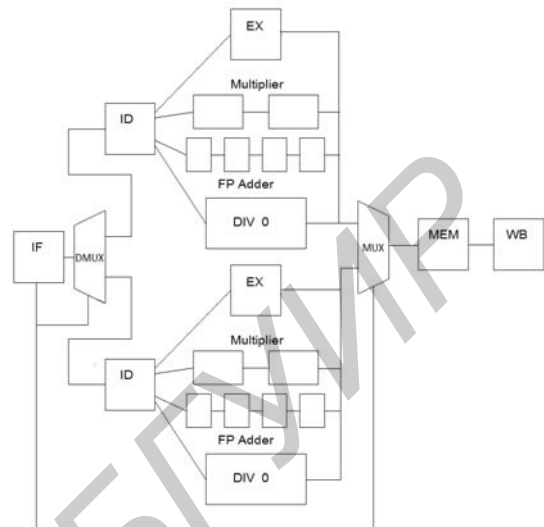 EX
Multiplier
ID
FP Adder
DIV 0
IF
DMUX
MUX
MEM
WB
EX
Multiplier
ID
FP Adder
DIV 0
БГУИР